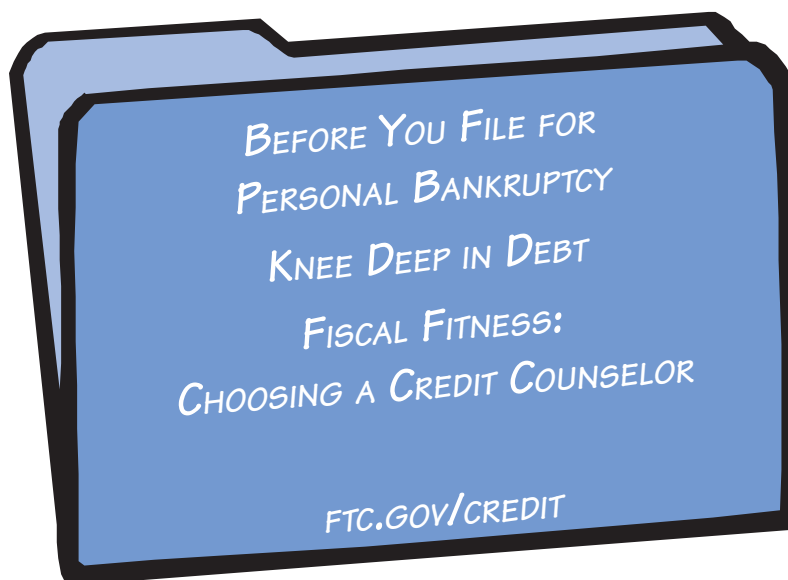 Before You File for
Personal Bankruptcy
Knee Deep in Debt
Fiscal Fitness:
Choosing a Credit Counselor
ftc.gov/credit